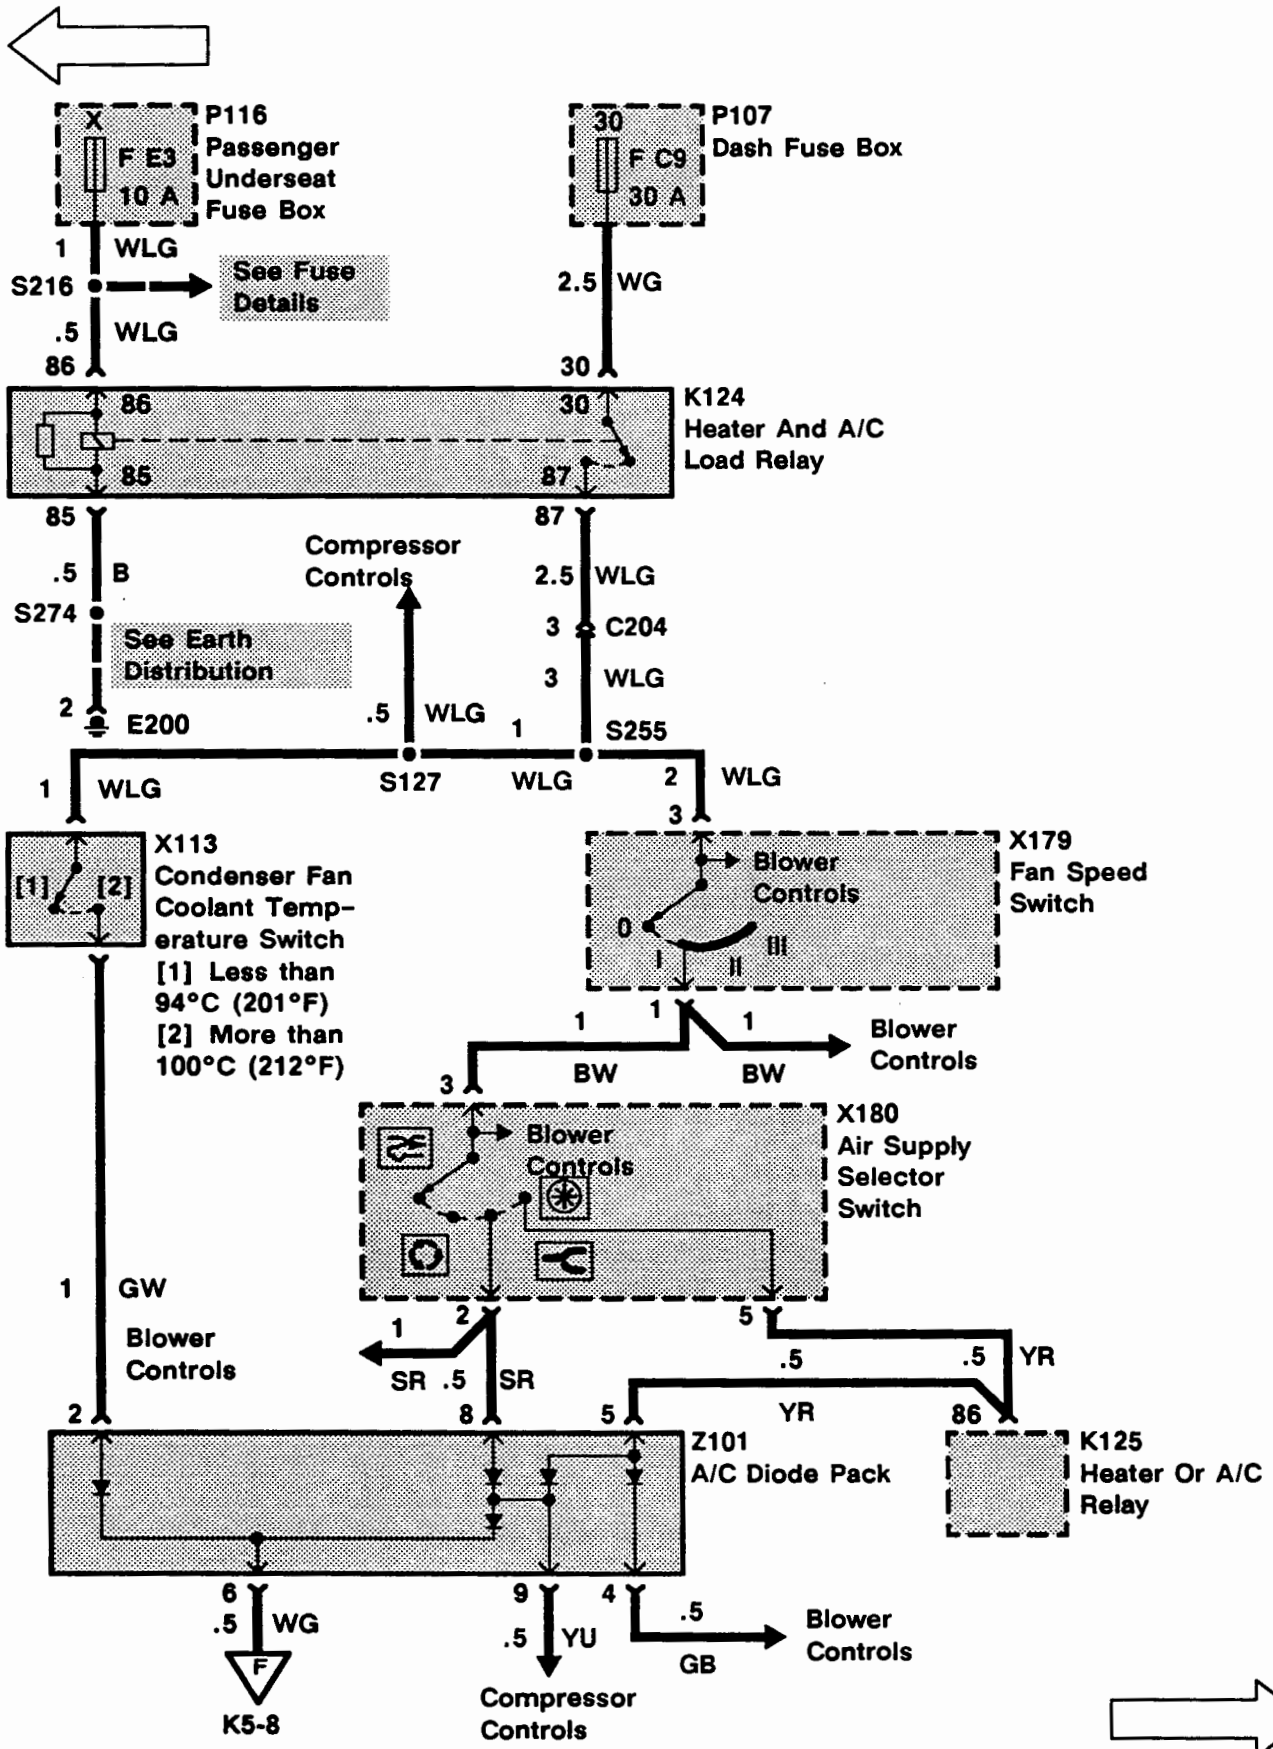 P116
Passenger
Underseat
Fuse Box
X
F E3
10 A
P107
Dash Fuse Box
30
F C9
30 A
1 WLG
S216
See Fuse
Details
.5 WLG
86
2.5 WG
30
86
85
30
87
K124
Heater And A/C
Load Relay
85
87
.5 B
S274
See Earth
Distribution
2
E200
Compressor
Controls
2.5 WLG
3 C204
3 WLG
.5 WLG
1
S255
S127
WLG
2 WLG
3
1 WLG
X113
Condenser Fan
Coolant Temp-
erature Switch
[1] Less than
94°C (201°F)
[2] More than
100°C (212°F)
[1] [2]
X179
Fan Speed
Switch
Blower
Controls
0
I
II
III
1
1
1
BW
BW
Blower
Controls
3
X180
Air Supply
Selector
Switch
Blower
Controls
1 GW
Blower
Controls
2
1
SR .5 SR
5
.5
.5 YR
YR
2
8
5
86
Z101
A/C Diode Pack
K125
Heater Or A/C
Relay
6
9
4
.5 WG
F
K5-8
.5 YU
Compressor
Controls
.5
GB
Blower
Controls